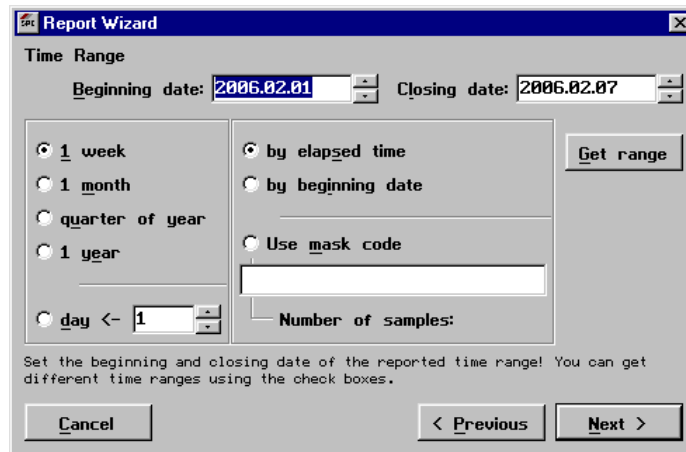 SPC Report Wizard
Time Range
Beginning date: 2006.02.01 Closing date: 2006.02.07
1 week
1 month
quarter of year
1 year
day <- 1
by elapsed time
by beginning date
Use mask code
Number of samples:
Get range
Set the beginning and closing date of the reported time range! You can get
different time ranges using the check boxes.
Cancel < Previous Next >